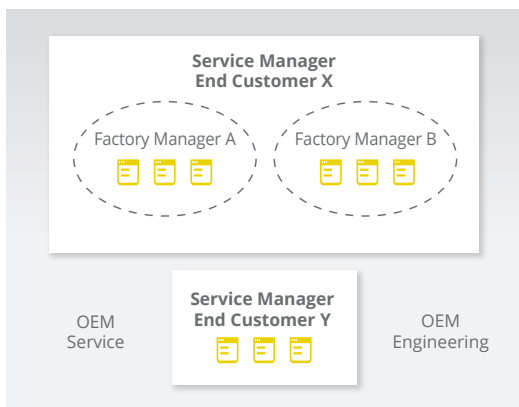 Service Manager
End Customer X
Factory Manager A
Factory Manager B
Service Manager
End Customer Y
OEM
Service
OEM
Engineering